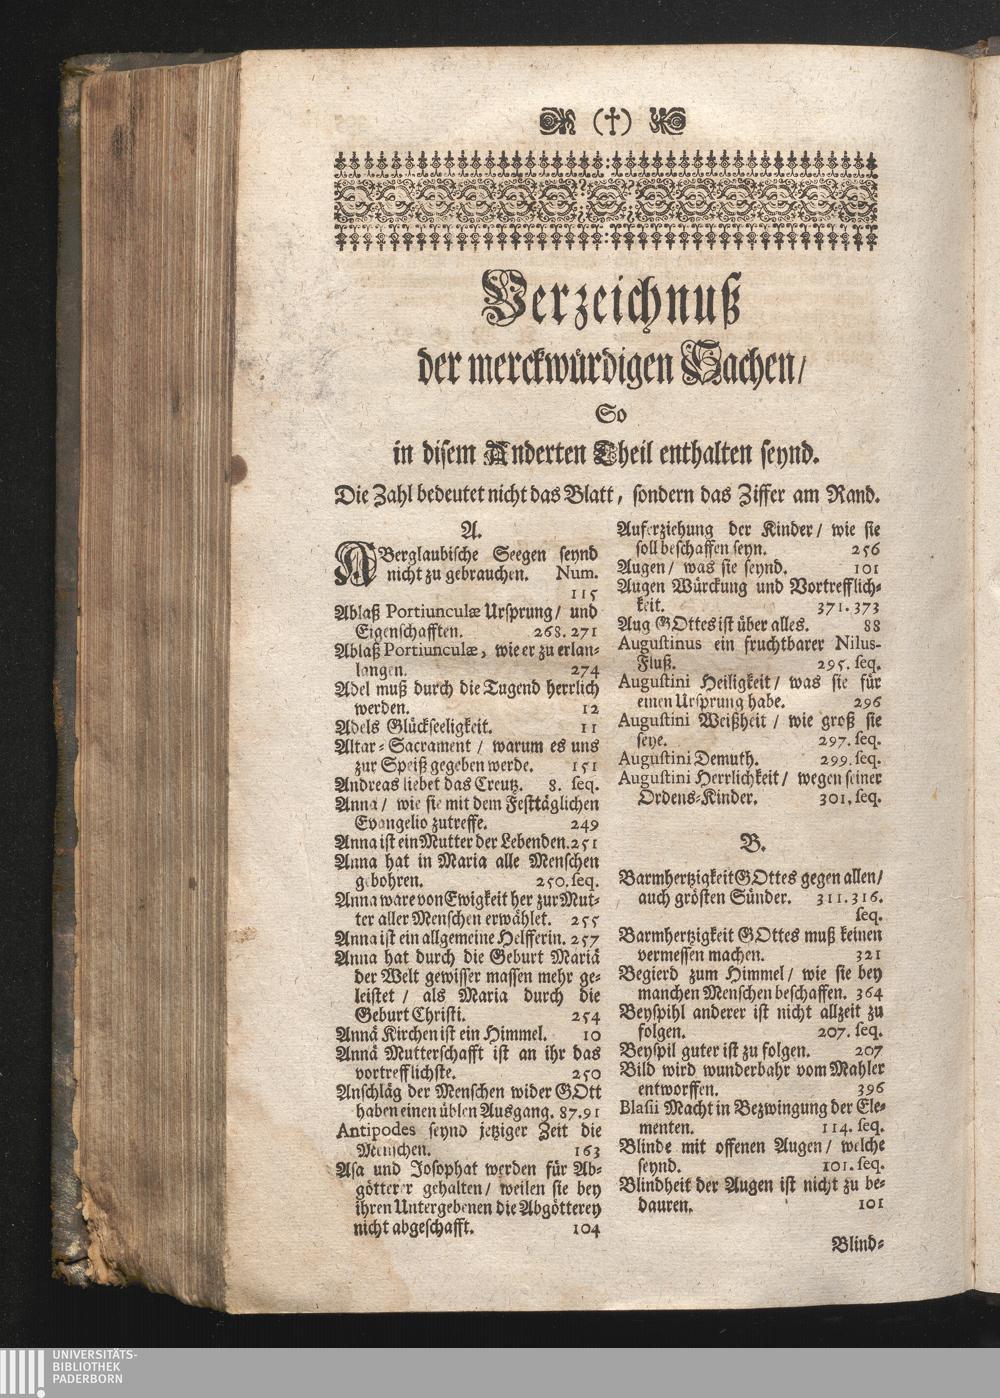 (†)
Verzeichnuß
der merckwürdigen Sachen/
So
in disem Anderten Theil enthalten seynd.
Die Zahl bedeutet nicht das Blatt, sondern das Ziffer am Rand.
A.
ABerglaubische Seegen seynd
nicht zu gebrauchen. Num.
115
Ablaß Portiunculæ Ursprung/ und
Eigenschafften. 268. 271
Ablaß Portiunculæ, wie er zu erlan-
langen. 274
Adel muß durch die Tugend herrlich
werden. 12
Adels Glückseeligkeit. 11
Altar-Sacrament / warum es uns
zur Speiß gegeben werde. 151
Andreas liebet das Creutz. 8. seq.
Anna/ wie sie mit dem Festtäglichen
Evangelio zutreffe. 249
Anna ist ein Mutter der Lebenden. 251
Anna hat in Maria alle Menschen
gebohren. 250. seq.
Anna ware von Ewigkeit her zur Mut-
ter aller Menschen erwählet. 255
Anna ist ein allgemeine Helfferin. 257
Anna hat durch die Geburt Mariä
der Welt gewisser massen mehr ge-
leistet / als Maria durch die
Geburt Christi. 254
Annä Kirchen ist ein Himmel. 10
Annä Mutterschafft ist an ihr das
vortrefflichste. 250
Anschläg der Menschen wider GOtt
haben einen üblen Ausgang. 87. 91
Antipodes seynd jetziger Zeit die
Menschen. 163
Asa und Josophat werden für Ab-
götterer gehalten/ weilen sie bey
ihren Untergebenen die Abgötterey
nicht abgeschafft. 104
Auferziehung der Kinder/ wie sie
soll beschaffen seyn. 256
Augen/ was sie seynd. 101
Augen Würckung und Vortrefflich-
keit. 371. 373
Aug GOttes ist über alles. 88
Augustinus ein fruchtbarer Nilus-
Fluß. 295. seq.
Augustini Heiligkeit/ was sie für
einen Ursprung habe. 296
Augustini Weißheit/ wie groß sie
seye. 297. seq.
Augustini Demuth. 299. seq.
Augustini Herrlichkeit/ wegen seiner
Ordens-Kinder. 301. seq.
B.
Barmhertzigkeit GOttes gegen allen/
auch grösten Sünder. 311. 316.
seq.
Barmhertzigkeit GOttes muß keinen
vermessen machen. 321
Begierd zum Himmel/ wie sie bey
manchen Menschen beschaffen. 364
Beyspihl anderer ist nicht allzeit zu
folgen. 207. seq.
Beyspil guter ist zu folgen. 207
Bild wird wunderbahr vom Mahler
entworffen. 396
Blasii Macht in Bezwingung der Ele-
menten. 114. seq.
Blinde mit offenen Augen/ welche
seynd. 101. seq.
Blindheit der Augen ist nicht zu be-
dauren. 101
Blind-
UNIVERSITÄTS-
BIBLIOTHEK
PADERBORN